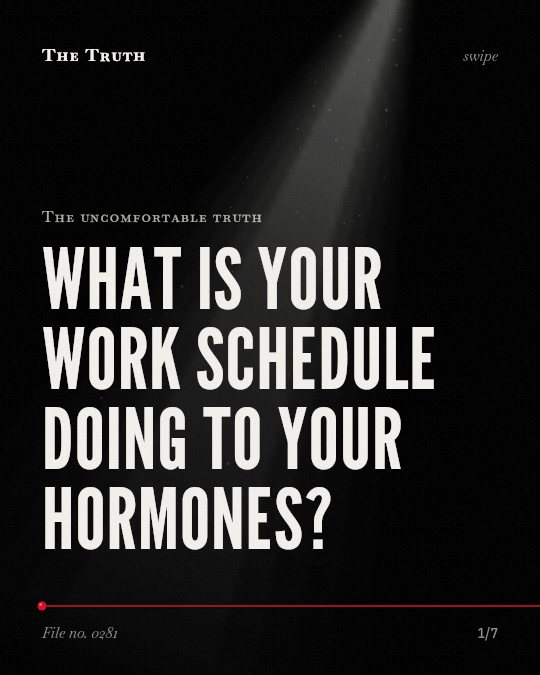 The Truth
swipe
The uncomfortable truth
WHAT IS YOUR
WORK SCHEDULE
DOING TO YOUR
HORMONES?
File no. 0281
1/7